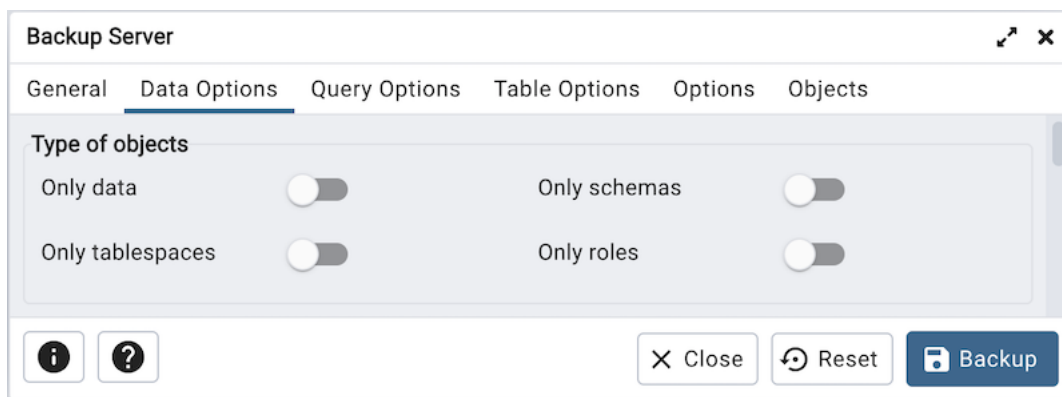 Backup Server
General Data Options Query Options Table Options Options Objects
Type of objects
Only data Only schemas
Only tablespaces Only roles
Close Reset Backup